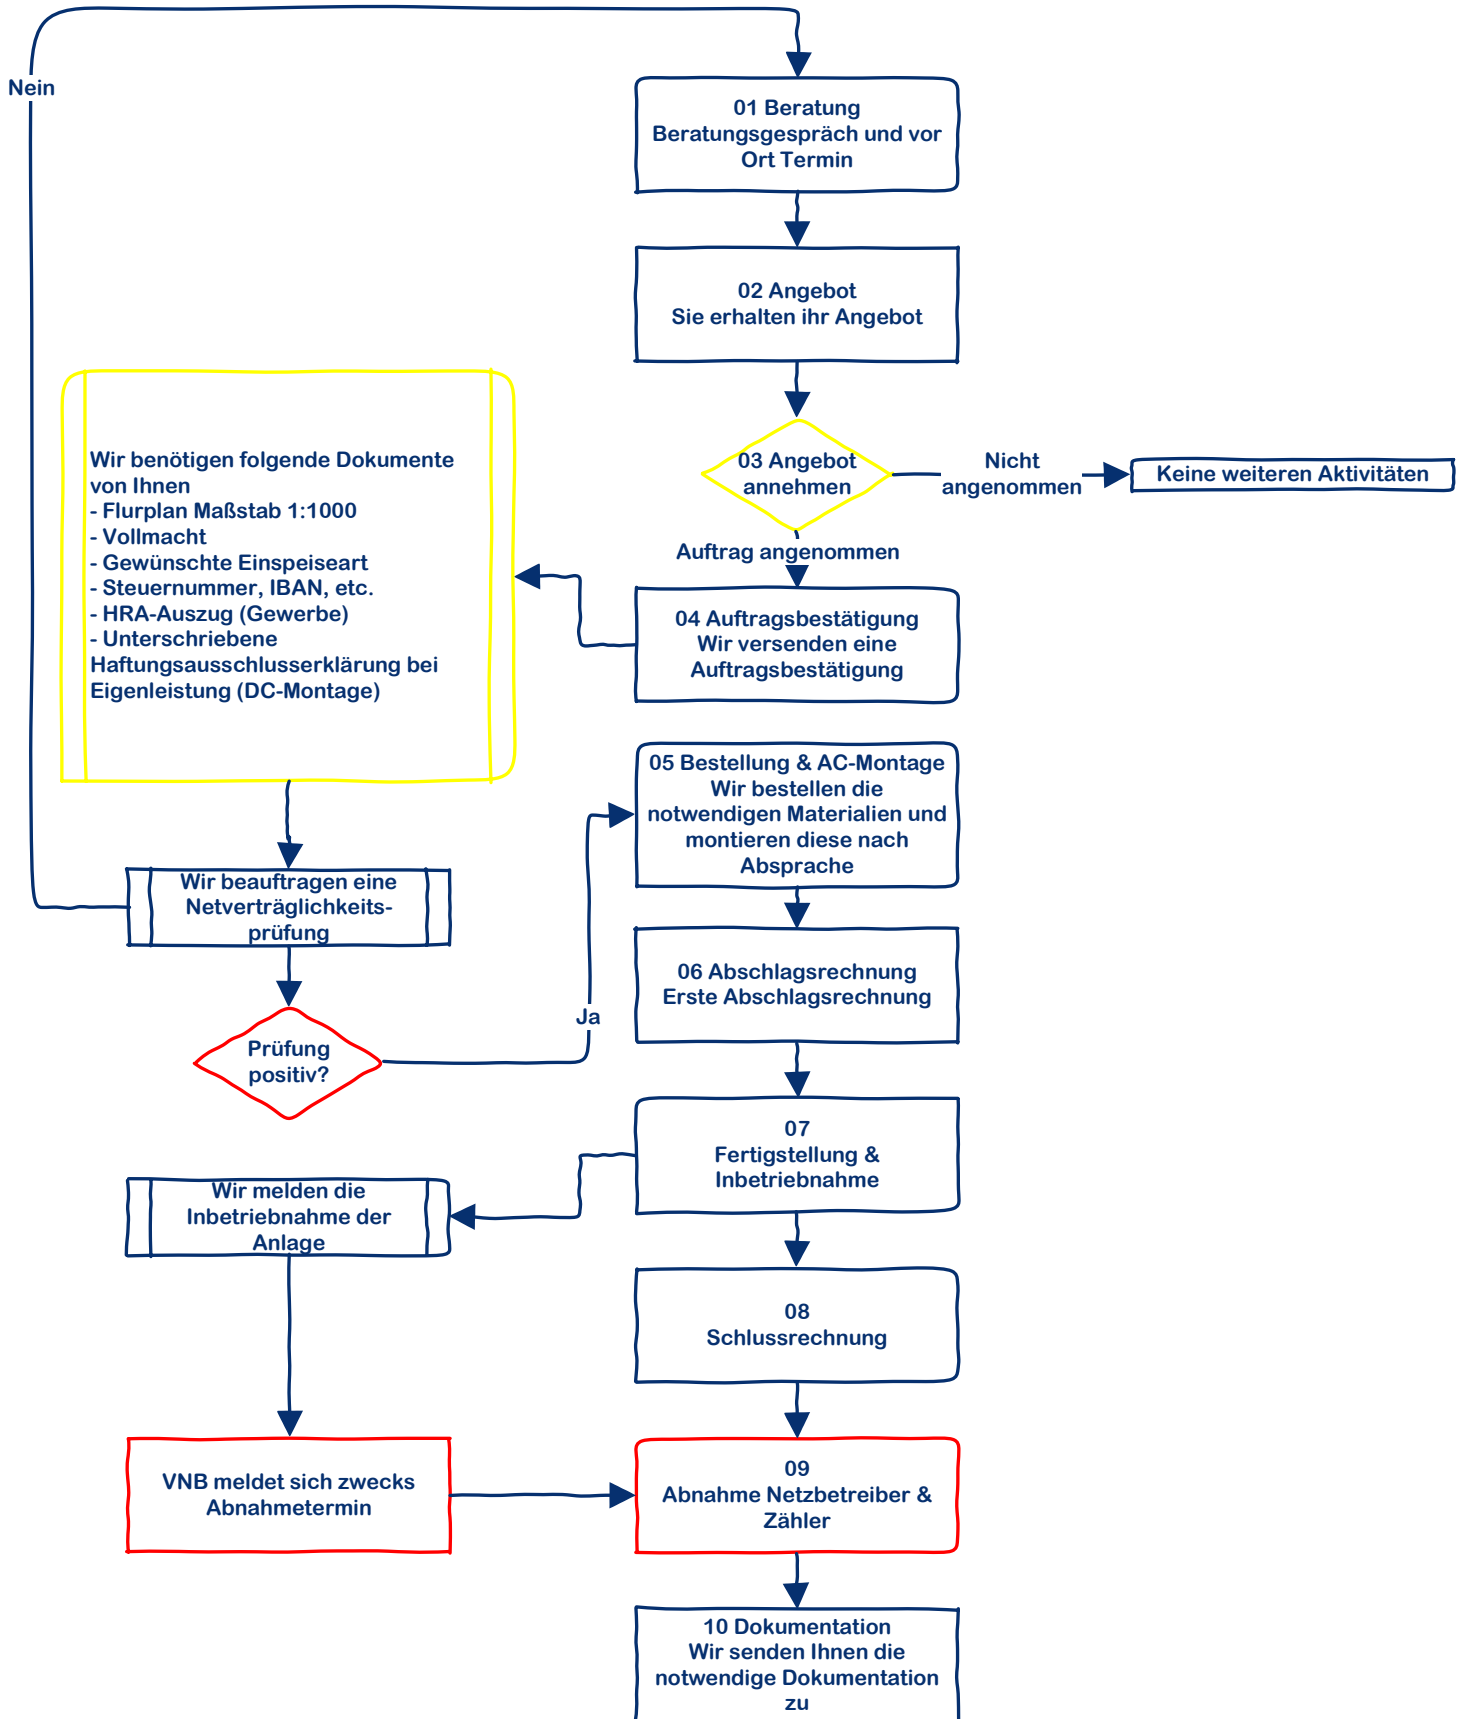 Nein
01 Beratung
Beratungsgespräch und vor
Ort Termin
02 Angebot
Sie erhalten ihr Angebot
03 Angebot
annehmen
Nicht
angenommen
Keine weiteren Aktivitäten
Auftrag angenommen
04 Auftragsbestätigung
Wir versenden eine
Auftragsbestätigung
Wir benötigen folgende Dokumente
von Ihnen
- Flurplan Maßstab 1:1000
- Vollmacht
- Gewünschte Einspeiseart
- Steuernummer, IBAN, etc.
- HRA-Auszug (Gewerbe)
- Unterschriebene
Haftungsausschlusserklärung bei
Eigenleistung (DC-Montage)
Wir beauftragen eine
Netverträglichkeits-
prüfung
Prüfung
positiv?
Ja
05 Bestellung & AC-Montage
Wir bestellen die
notwendigen Materialien und
montieren diese nach
Absprache
06 Abschlagsrechnung
Erste Abschlagsrechnung
07
Fertigstellung &
Inbetriebnahme
Wir melden die
Inbetriebnahme der
Anlage
08
Schlussrechnung
VNB meldet sich zwecks
Abnahmetermin
09
Abnahme Netzbetreiber &
Zähler
10 Dokumentation
Wir senden Ihnen die
notwendige Dokumentation
zu